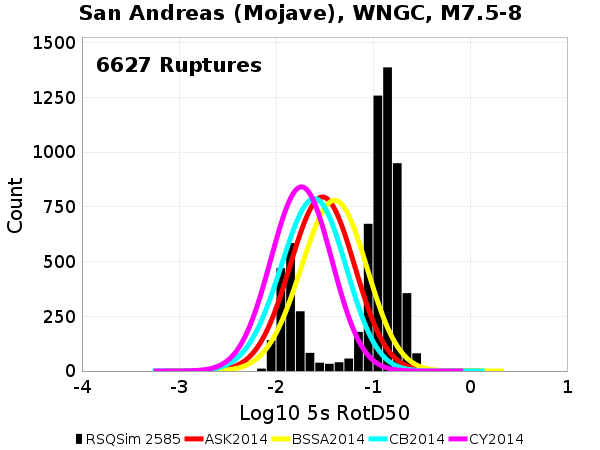 San Andreas (Mojave), WNGC, M7.5-8
6627 Ruptures
Count
1500
1250
1000
750
500
250
0
-4 -3 -2 -1 0 1
Log10 5s RotD50
RSQSim 2585 ASK2014 BSSA2014 CB2014 CY2014